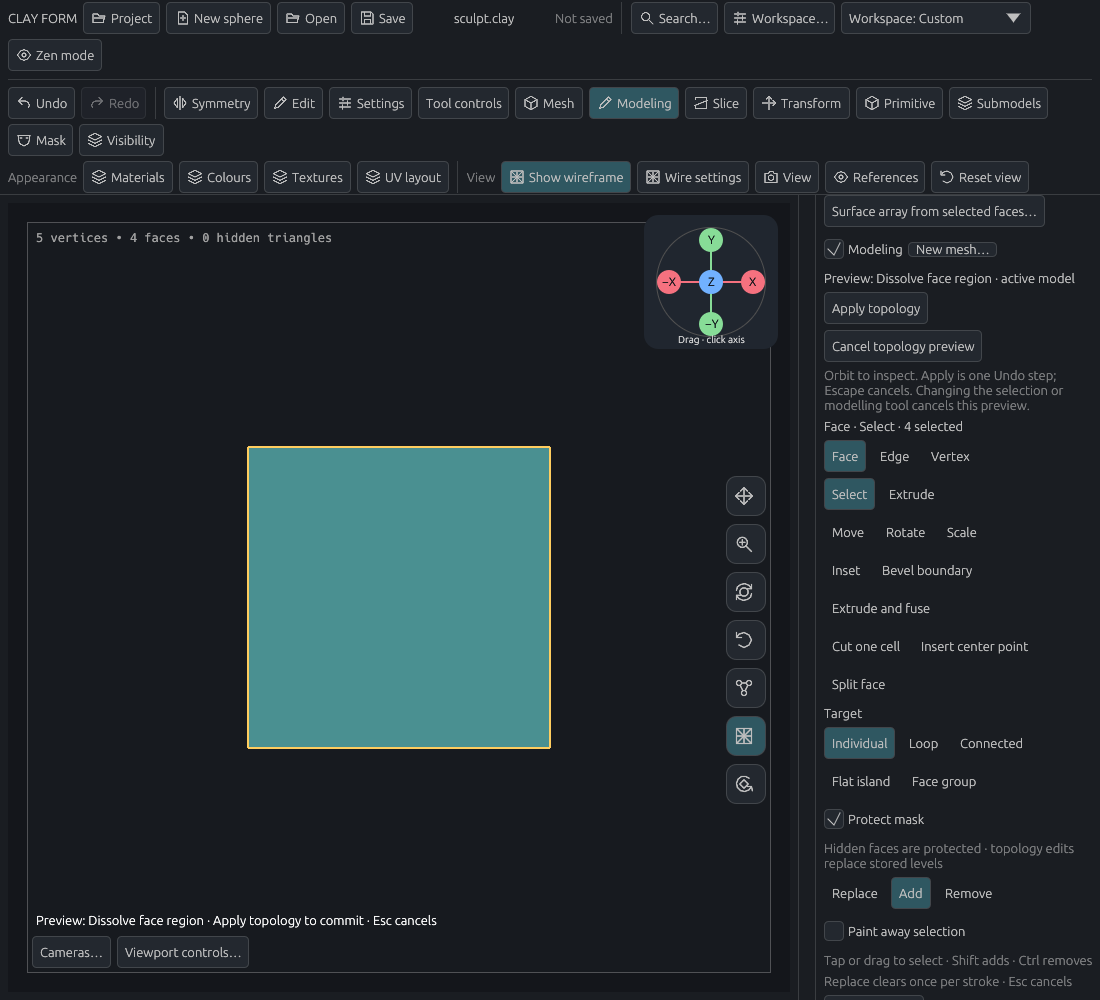 CLAY FORM Project New sphere Open Save sculpt.clay Not saved Search... Workspace... Workspace: Custom
Zen mode
Undo Redo Symmetry Edit Settings Tool controls Mesh Modeling Slice Transform Primitive Submodels
Mask Visibility
Appearance Materials Colours Textures UV layout View Show wireframe Wire settings View References Reset view
Surface array from selected faces...
5 vertices • 4 faces • 0 hidden triangles
Y
−X Z X
−Y
Drag · click axis
Modeling New mesh...
Preview: Dissolve face region · active model
Apply topology
Cancel topology preview
Orbit to inspect. Apply is one Undo step;
Escape cancels. Changing the selection or
modelling tool cancels this preview.
Face · Select · 4 selected
Face Edge Vertex
Select Extrude
Move Rotate Scale
Inset Bevel boundary
Extrude and fuse
Cut one cell Insert center point
Split face
Target
Individual Loop Connected
Flat island Face group
Protect mask
Hidden faces are protected · topology edits
replace stored levels
Replace Add Remove
Paint away selection
Tap or drag to select · Shift adds · Ctrl removes
Replace clears once per stroke · Esc cancels
Preview: Dissolve face region · Apply topology to commit · Esc cancels
Cameras... Viewport controls...